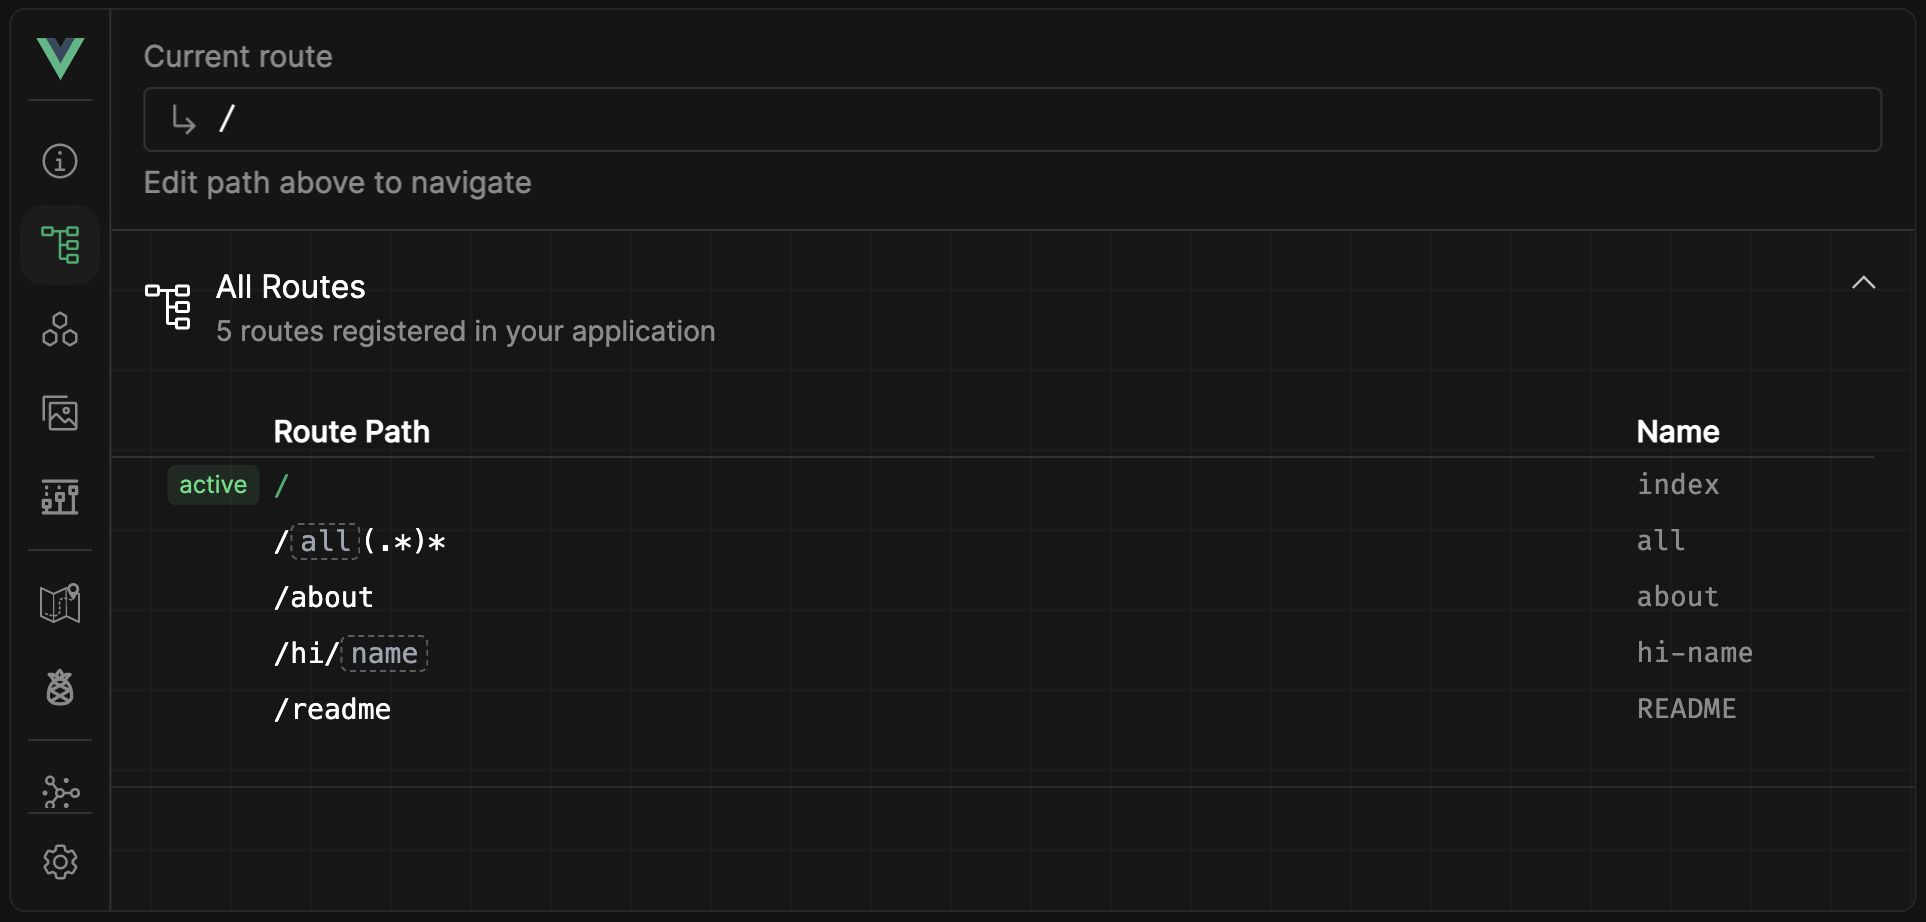 Current route
/
Edit path above to navigate
All Routes
5 routes registered in your application
Route Path Name
active / index
/all(.*)* all
/about about
/hi/name hi-name
/readme README